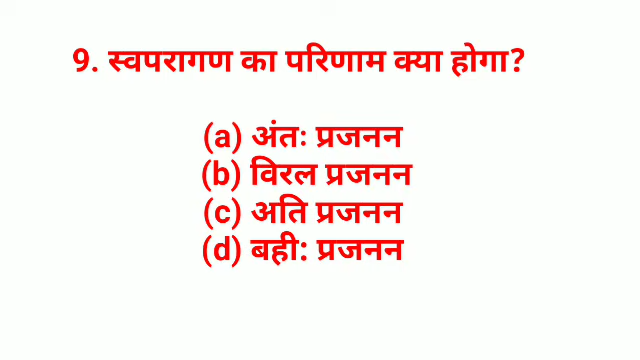 9. स्वपरागण का परिणाम क्या होगा?
(a) अंतः प्रजनन
(b) विरल प्रजनन
(c) अति प्रजनन
(d) बही: प्रजनन